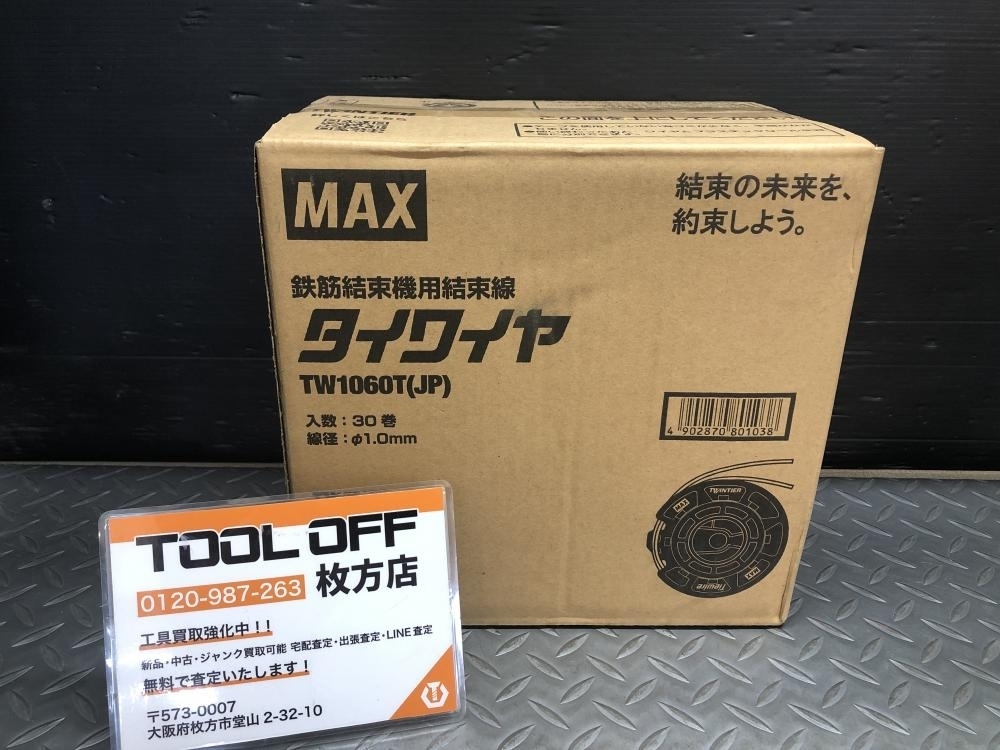 TWINTIER
MAX
結束の未来を、
約束しよう。
鉄筋結束機用結束線
タイワイヤ
TW1060T(JP)
入数：30巻
線径：φ1.0mm
4 902870 801038
TWINTIER
MAX
MAX
Tiewire
TOOL OFF
0120-987-263
枚方店
工具買取強化中！！
新品・中古・ジャンク買取可能 宅配査定・出張査定・LINE査定
無料で査定いたします！
〒573-0007
大阪府枚方市堂山2-32-10